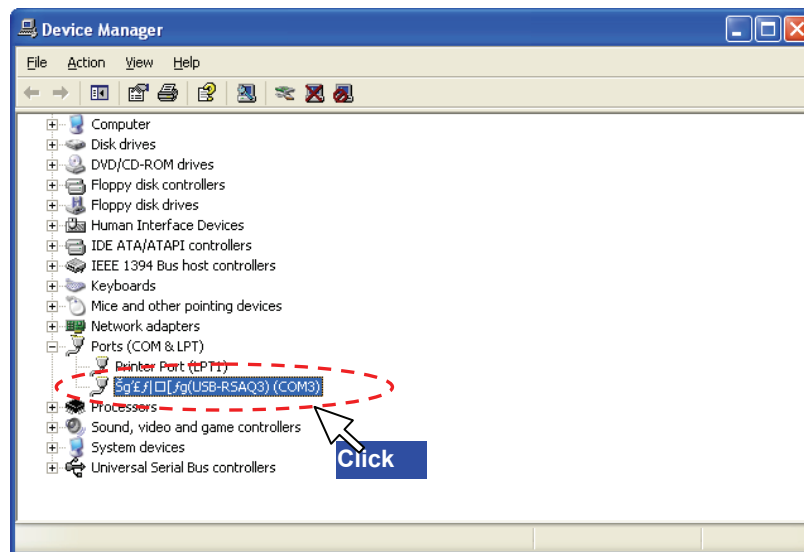 Device Manager
File Action View Help
Computer
Disk drives
DVD/CD-ROM drives
Floppy disk controllers
Floppy disk drives
Human Interface Devices
IDE ATA/ATAPI controllers
IEEE 1394 Bus host controllers
Keyboards
Mice and other pointing devices
Network adapters
Ports (COM & LPT)
Printer Port (LPT1)
Šg'£ƒ|□[ƒg(USB-RSAQ3) (COM3)
Processors
Sound, video and game controllers
System devices
Click
Universal Serial Bus controllers